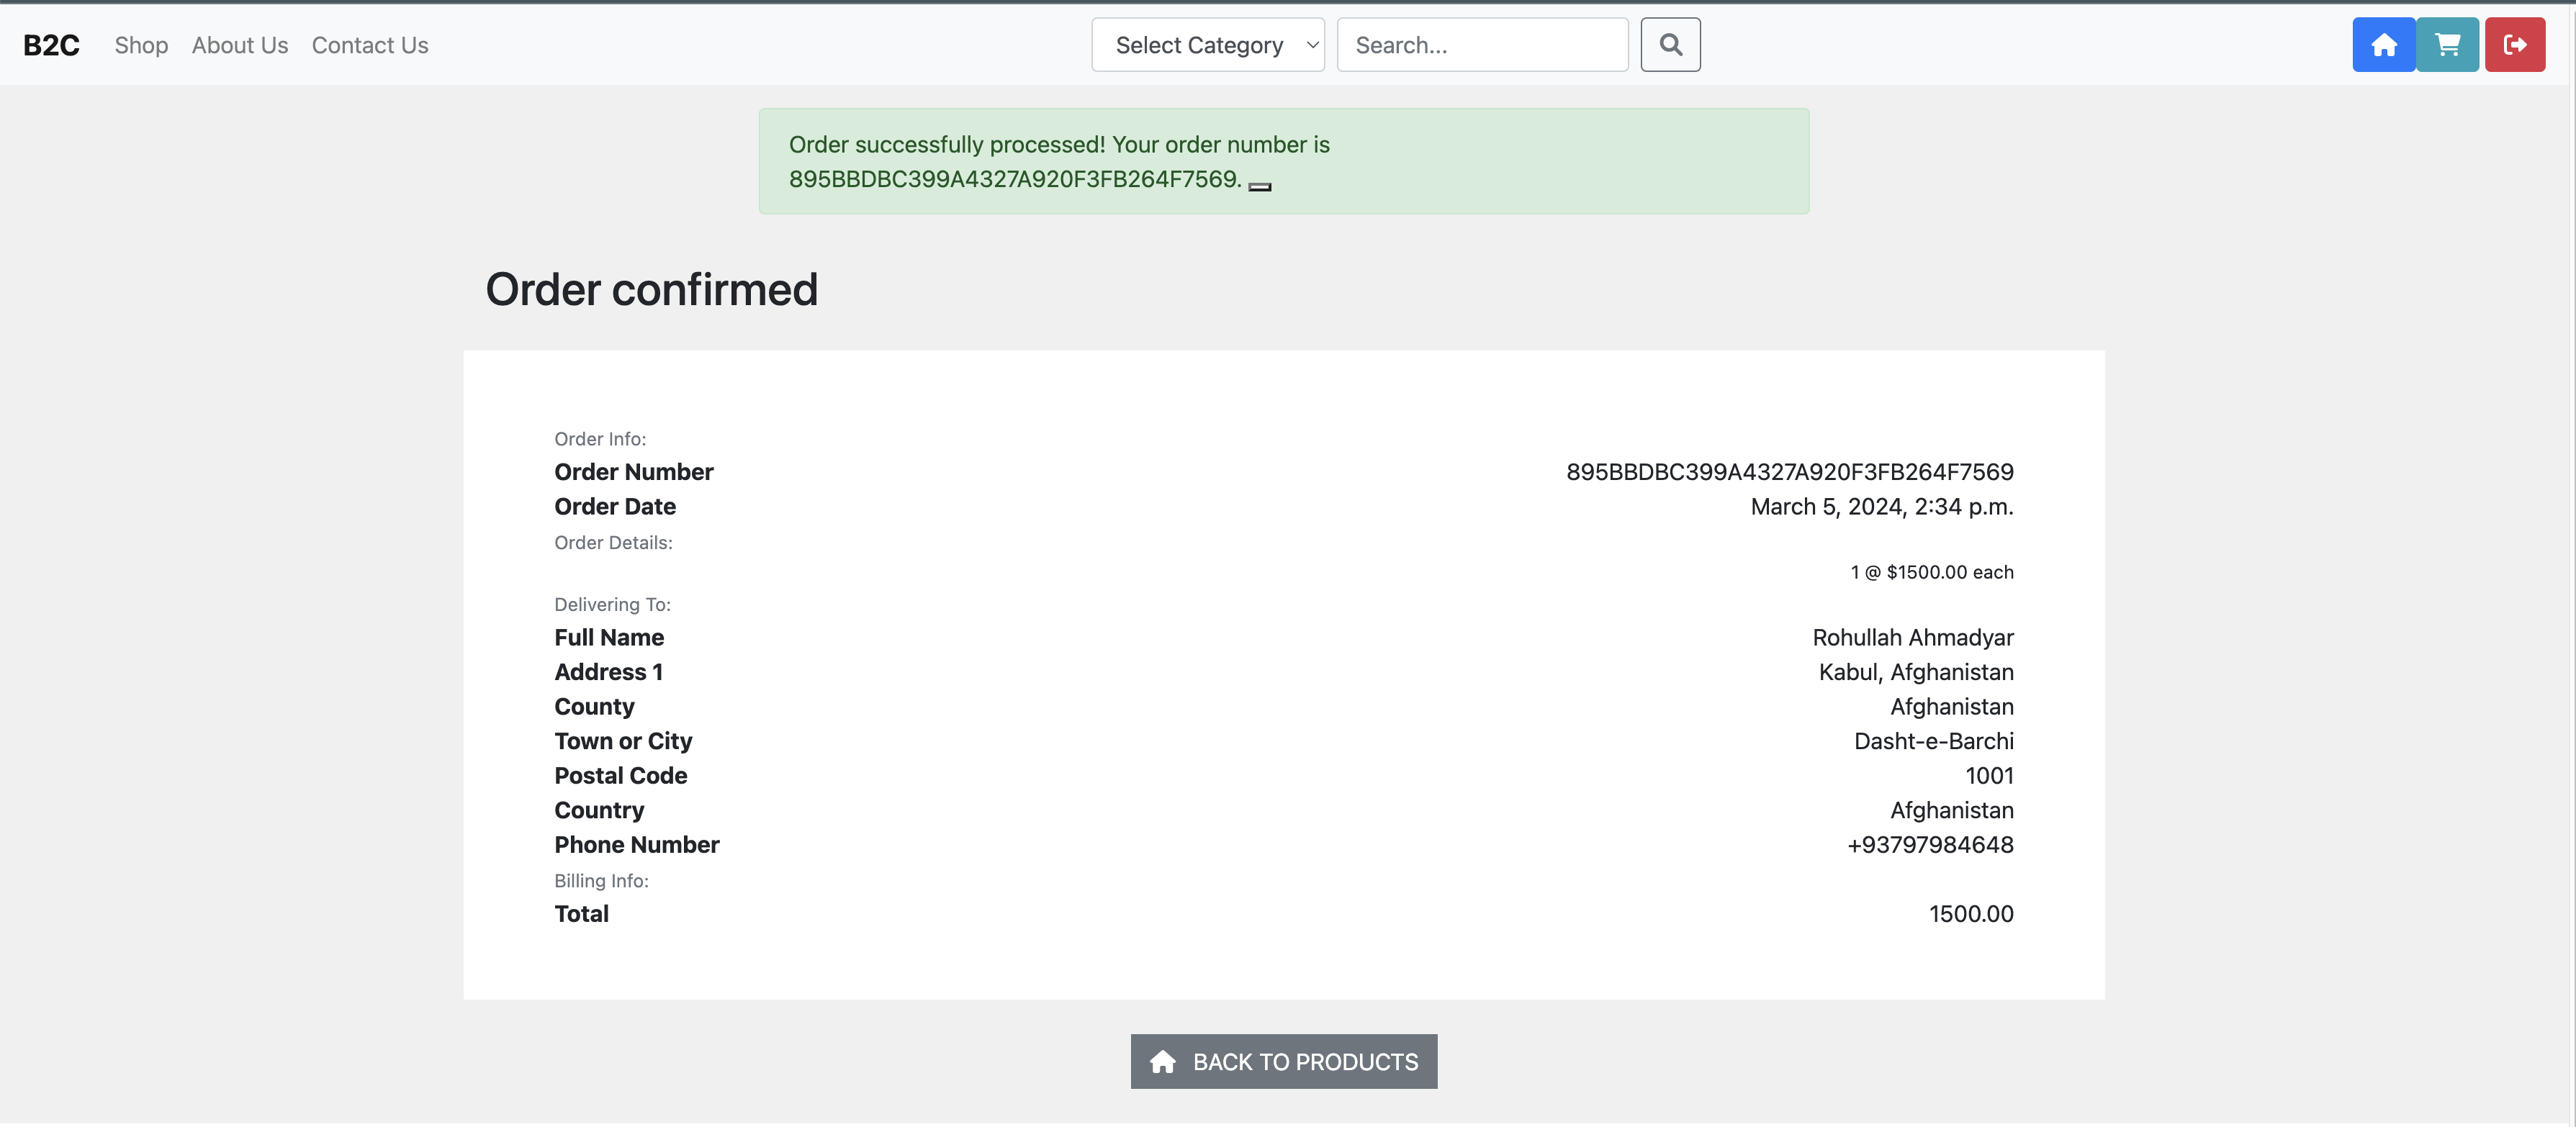 B2C Shop About Us Contact Us Select Category Search...
Order successfully processed! Your order number is
895BBDBC399A4327A920F3FB264F7569.
Order confirmed
Order Info:
Order Number 895BBDBC399A4327A920F3FB264F7569
Order Date March 5, 2024, 2:34 p.m.
Order Details:
1 @ $1500.00 each
Delivering To:
Full Name Rohullah Ahmadyar
Address 1 Kabul, Afghanistan
County Afghanistan
Town or City Dasht-e-Barchi
Postal Code 1001
Country Afghanistan
Phone Number +93797984648
Billing Info:
Total 1500.00
BACK TO PRODUCTS